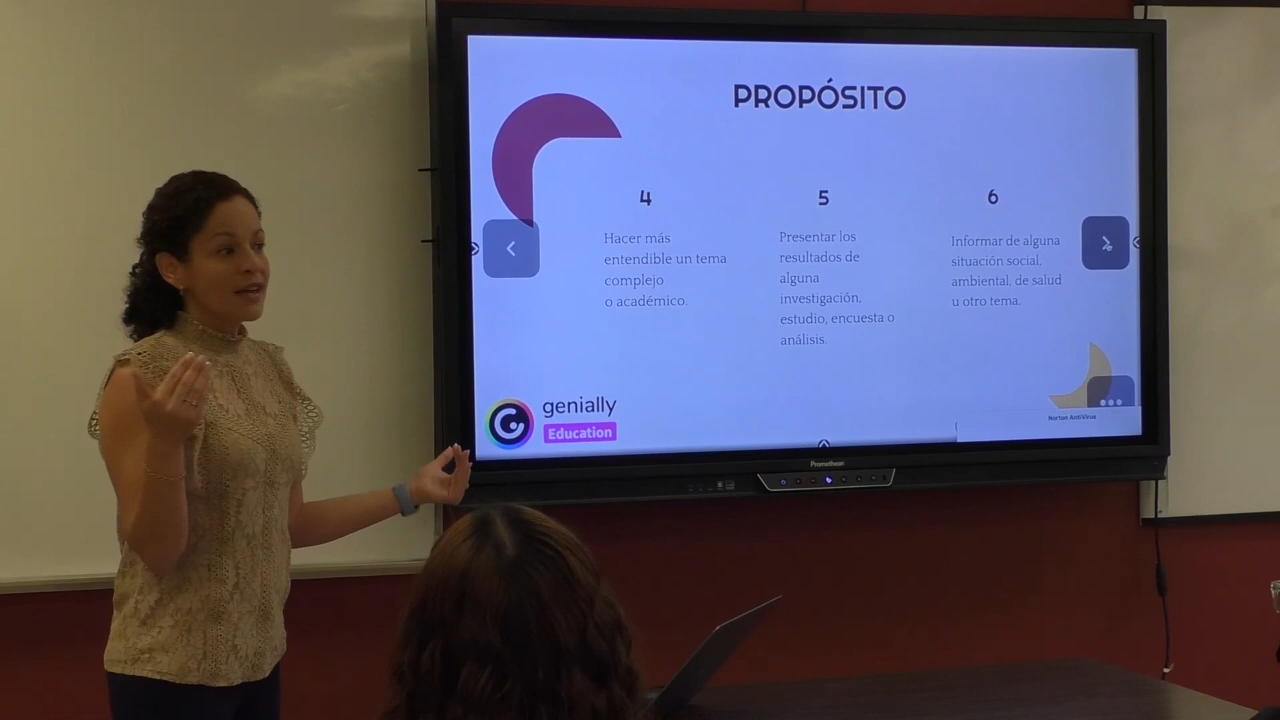 PROPÓSITO
4
Hacer más
entendible un tema
complejo
o académico.
5
Presentar los
resultados de
alguna
investigación,
estudio, encuesta o
análisis.
6
Informar de alguna
situación social,
ambiental, de salud
u otro tema.
genially
Education
Norton AntiVirus
Promethean